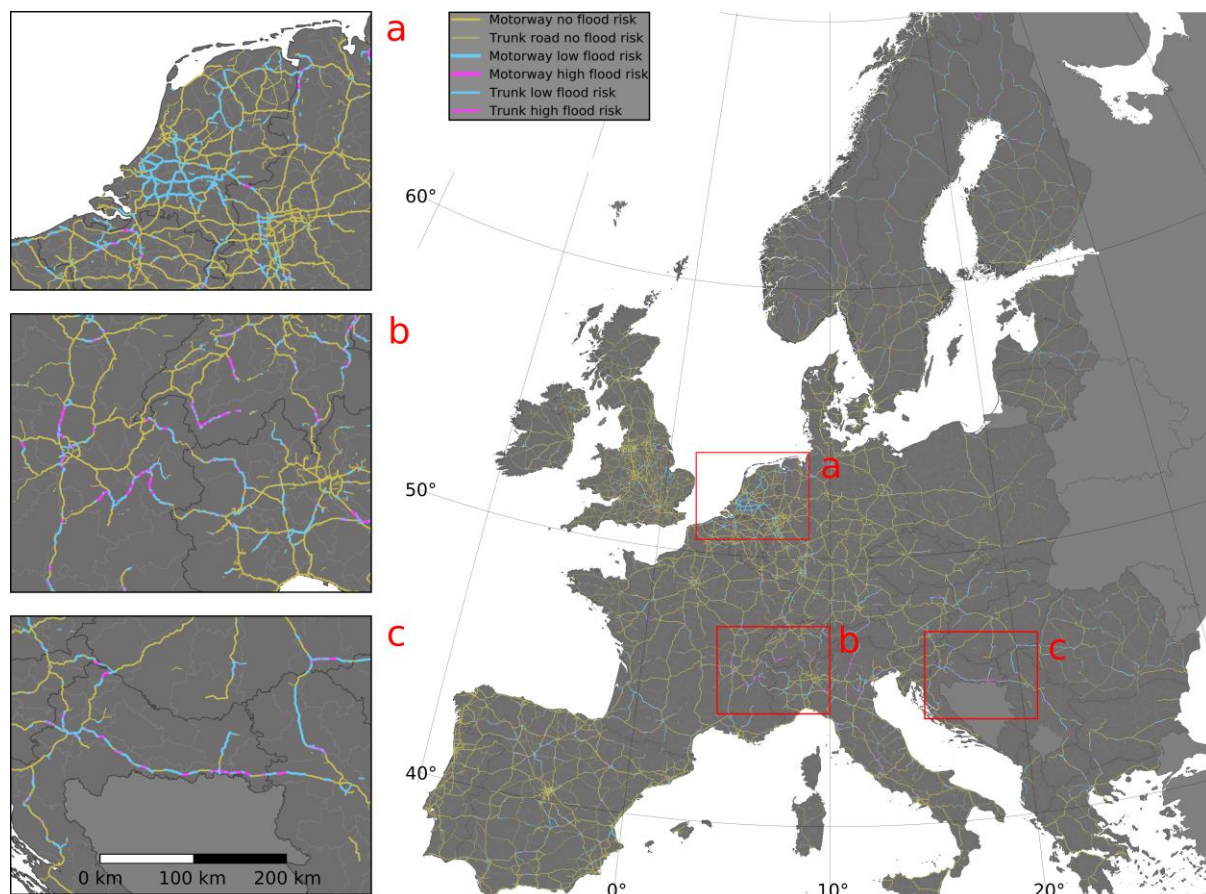 a
Motorway no flood risk
Trunk road no flood risk
Motorway low flood risk
Motorway high flood risk
Trunk low flood risk
Trunk high flood risk
60°
b
a
50°
c
b
c
40°
0 km 100 km 200 km
0° 10° 20°